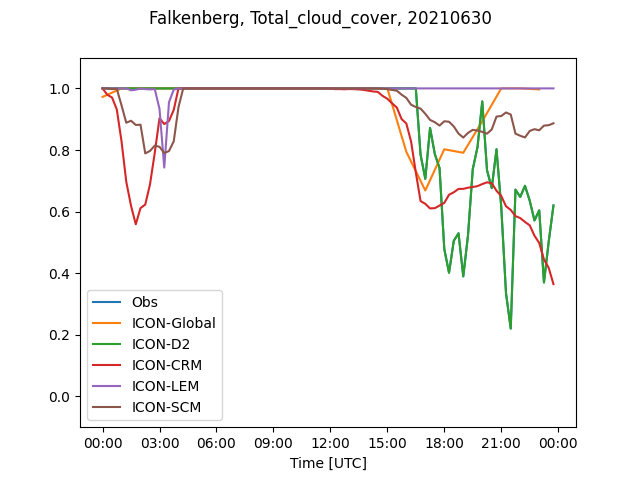 Falkenberg, Total_cloud_cover, 20210630
1.0
0.8
0.6
0.4
0.2
0.0
Obs
ICON-Global
ICON-D2
ICON-CRM
ICON-LEM
ICON-SCM
00:00 03:00 06:00 09:00 12:00 15:00 18:00 21:00 00:00
Time [UTC]